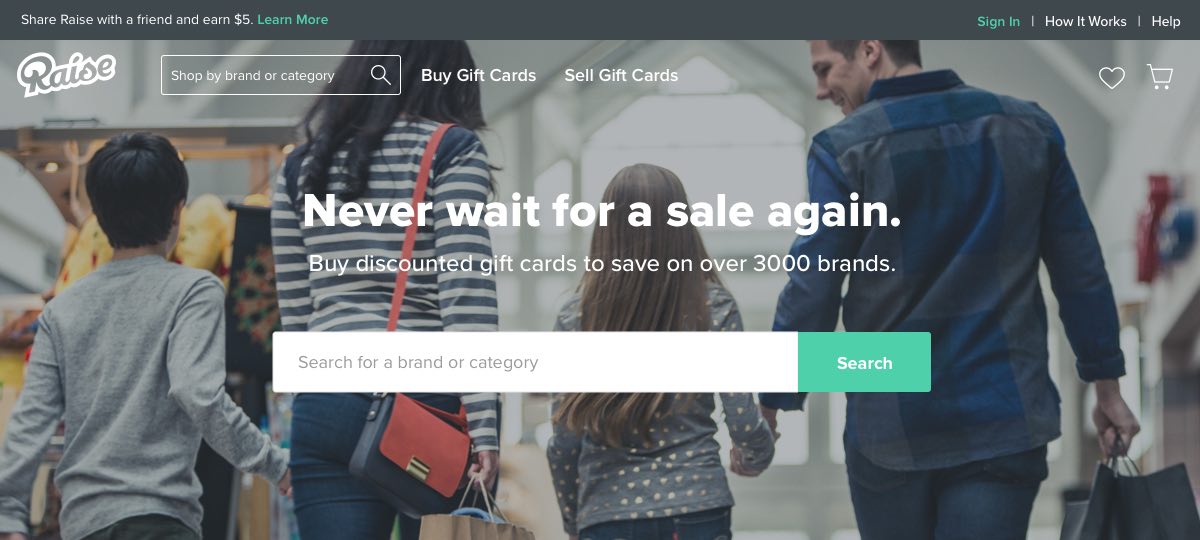 Share Raise with a friend and earn $5. Learn More
Sign In | How It Works | Help
Raise
Shop by brand or category
Buy Gift Cards
Sell Gift Cards
Never wait for a sale again.
Buy discounted gift cards to save on over 3000 brands.
Search for a brand or category
Search